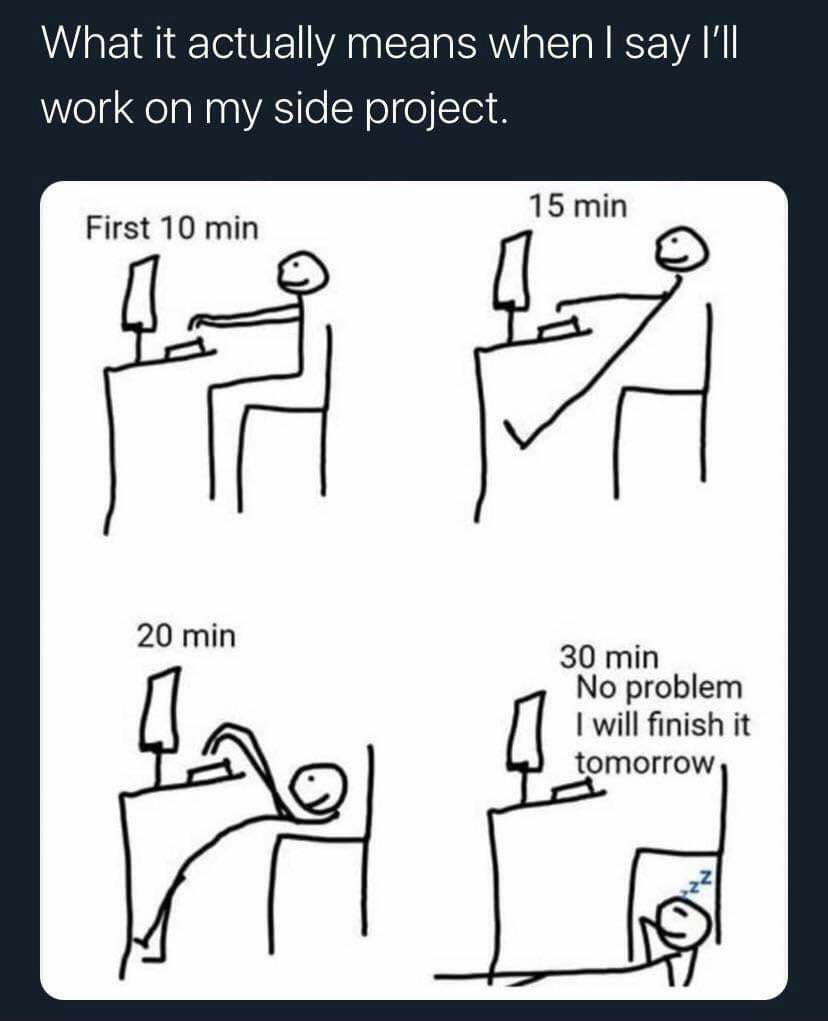 What it actually means when I say I'll
work on my side project.
First 10 min
15 min
20 min
30 min
No problem
I will finish it
tomorrow
zzZ